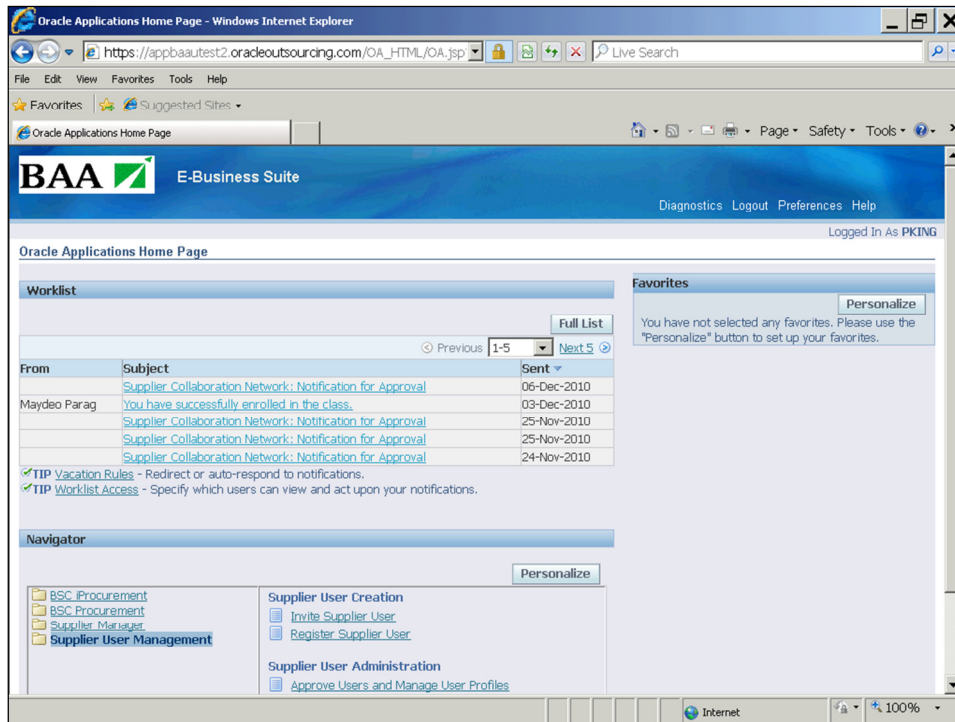 Oracle Applications Home Page - Windows Internet Explorer
https://appbaautest2.oracleoutsourcing.com/OA_HTML/OA.jsp
Live Search
File Edit View Favorites Tools Help
Favorites Suggested Sites
Oracle Applications Home Page
Page Safety Tools
BAA E-Business Suite
Diagnostics Logout Preferences Help
Logged In As PKING
Oracle Applications Home Page
Worklist
Full List
Previous 1-5 Next 5
From Subject Sent
Supplier Collaboration Network: Notification for Approval 06-Dec-2010
Maydeo Parag You have successfully enrolled in the class. 03-Dec-2010
Supplier Collaboration Network: Notification for Approval 25-Nov-2010
Supplier Collaboration Network: Notification for Approval 25-Nov-2010
Supplier Collaboration Network: Notification for Approval 24-Nov-2010
TIP Vacation Rules - Redirect or auto-respond to notifications.
TIP Worklist Access - Specify which users can view and act upon your notifications.
Favorites
Personalize
You have not selected any favorites. Please use the
"Personalize" button to set up your favorites.
Navigator
Personalize
BSC iProcurement
BSC Procurement
Supplier Manager
Supplier User Management
Supplier User Creation
Invite Supplier User
Register Supplier User
Supplier User Administration
Approve Users and Manage User Profiles
Internet 100%